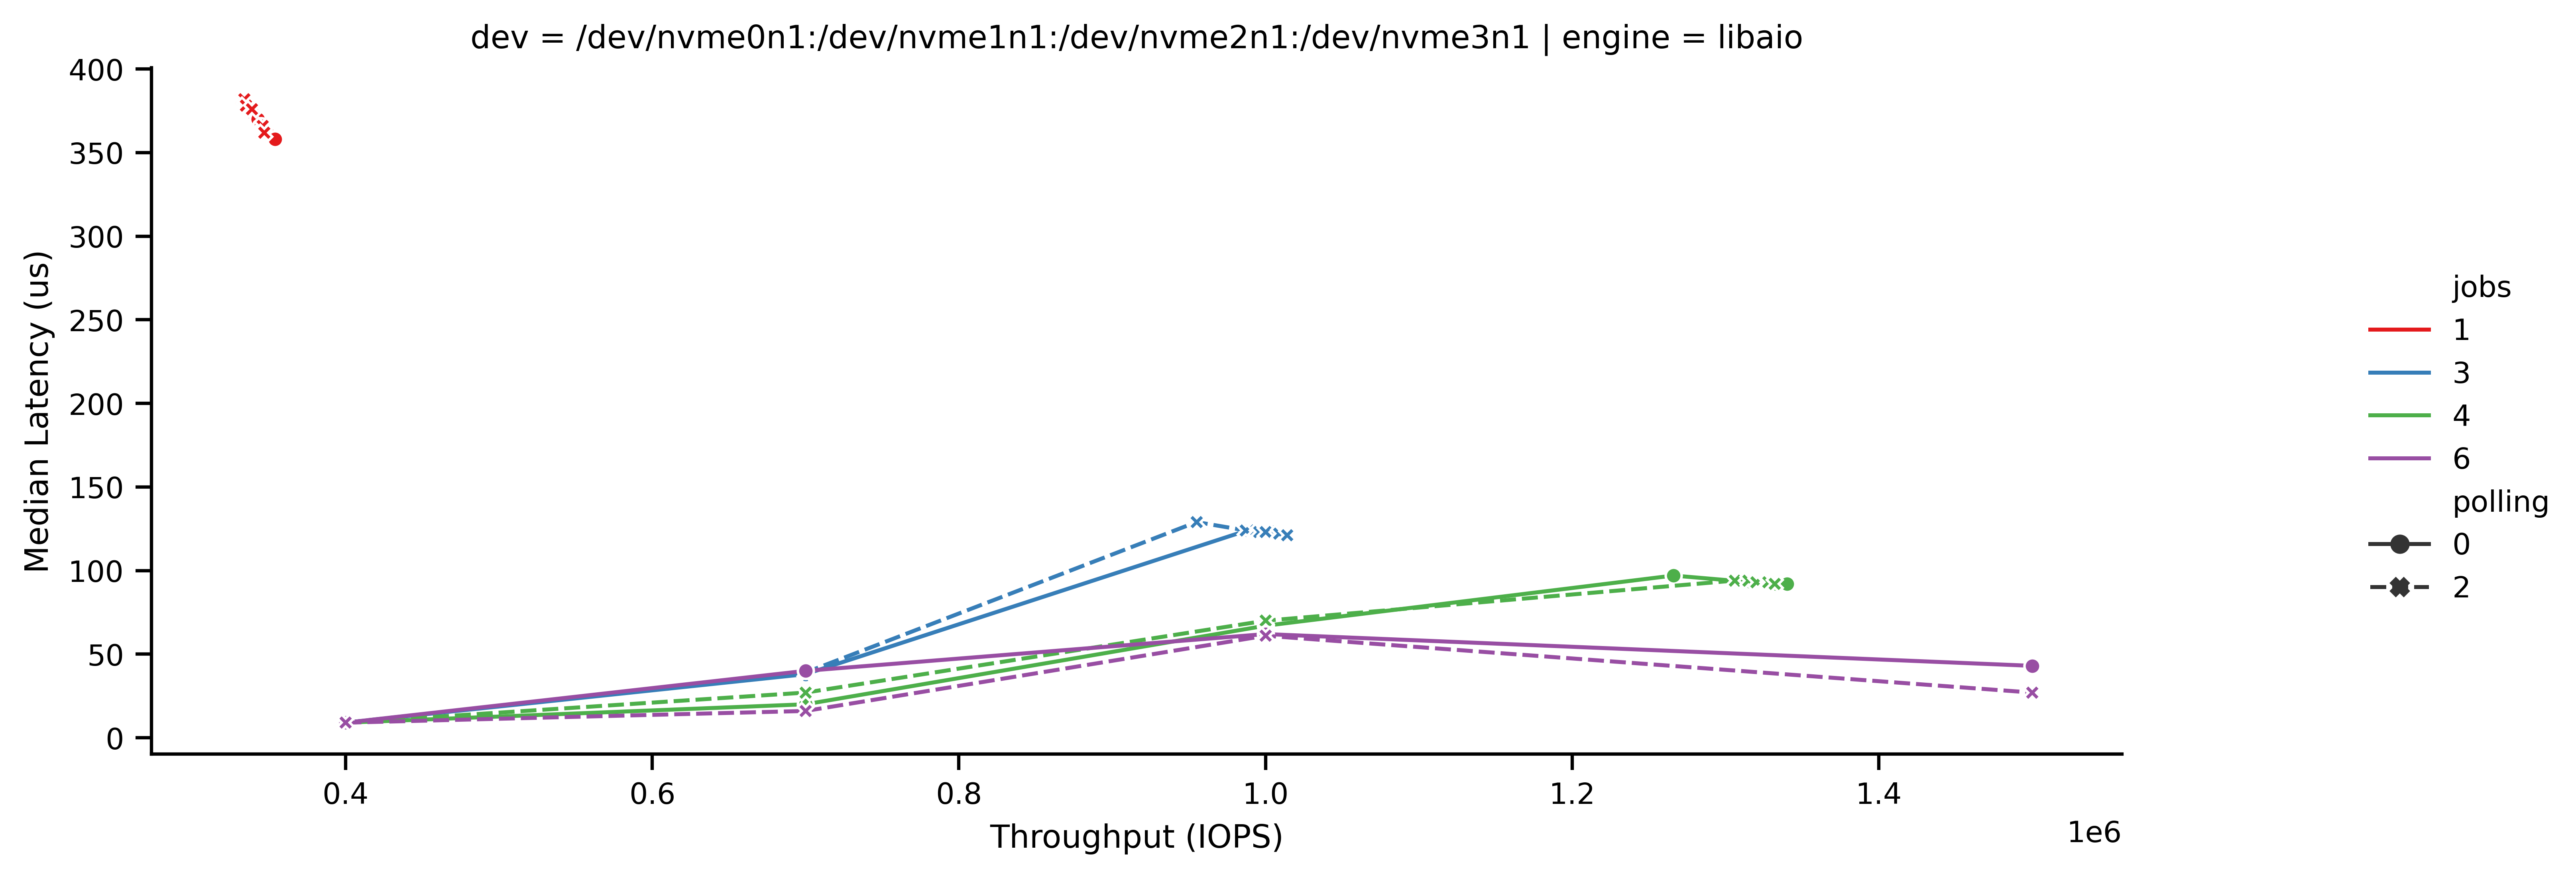 dev = /dev/nvme0n1:/dev/nvme1n1:/dev/nvme2n1:/dev/nvme3n1 | engine = libaio
Median Latency (us)
400
350
300
250
200
150
100
50
0
0.4 0.6 0.8 1.0 1.2 1.4
1e6
Throughput (IOPS)
jobs
1
3
4
6
polling
0
2